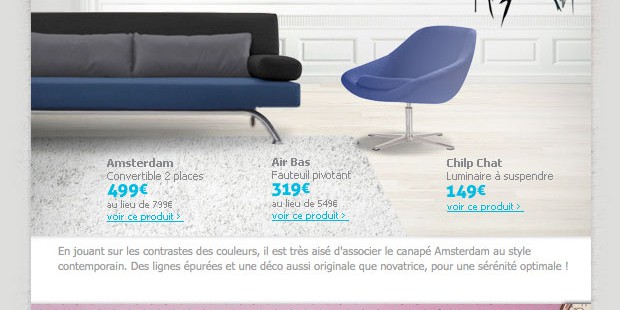 Amsterdam
Convertible 2 places
499€
au lieu de 799€
voir ce produit >
Air Bas
Fauteuil pivotant
319€
au lieu de 549€
voir ce produit >
Chilp Chat
Luminaire à suspendre
149€
voir ce produit >
En jouant sur les contrastes des couleurs, il est très aisé d'associer le canapé Amsterdam au style
contemporain. Des lignes épurées et une déco aussi originale que novatrice, pour une sérénité optimale !